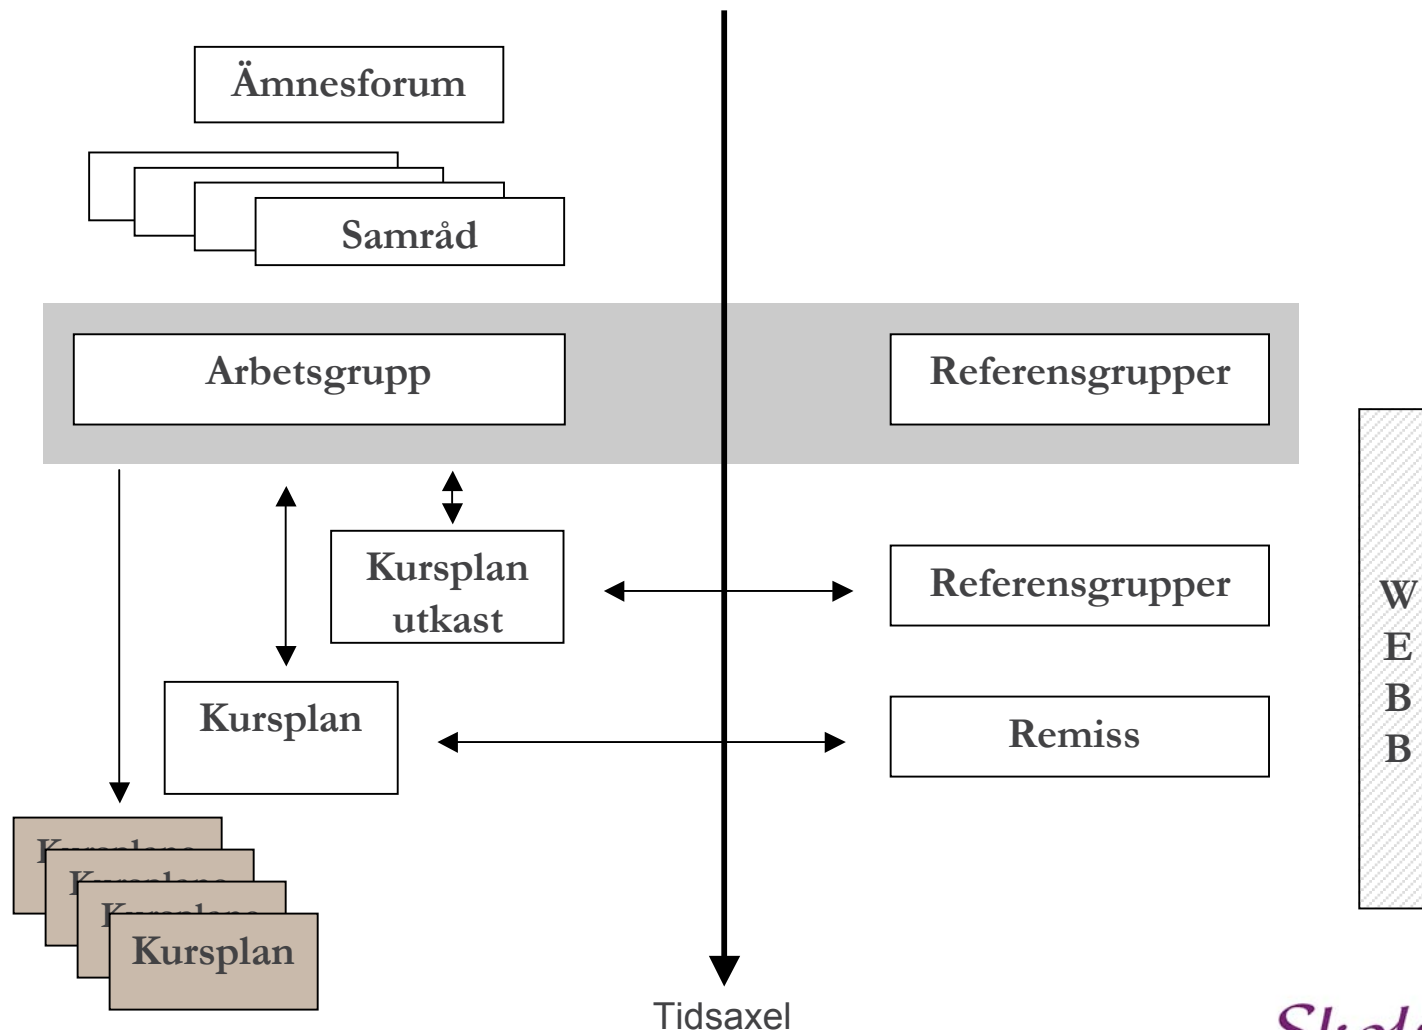 Ämnesforum
Samråd
Arbetsgrupp
Referensgrupper
Kursplan
utkast
Referensgrupper
Kursplan
Remiss
W
E
B
B
Kursplan
Tidsaxel